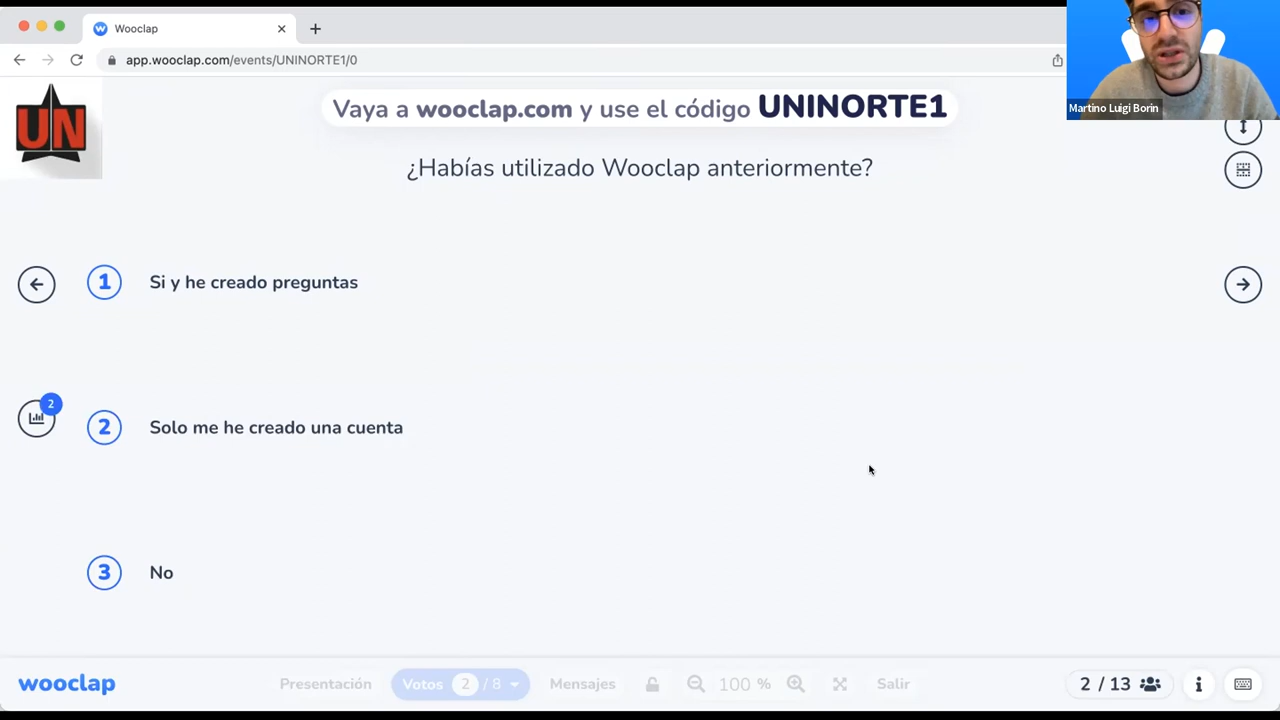 Wooclap
app.wooclap.com/events/UNINORTE1/0
Martino Luigi Borin
UN
Vaya a wooclap.com y use el código UNINORTE1
¿Habías utilizado Wooclap anteriormente?
1 Si y he creado preguntas
2
2 Solo me he creado una cuenta
3 No
wooclap Presentación Votos 2 / 8 Mensajes 100 % Salir 2 / 13